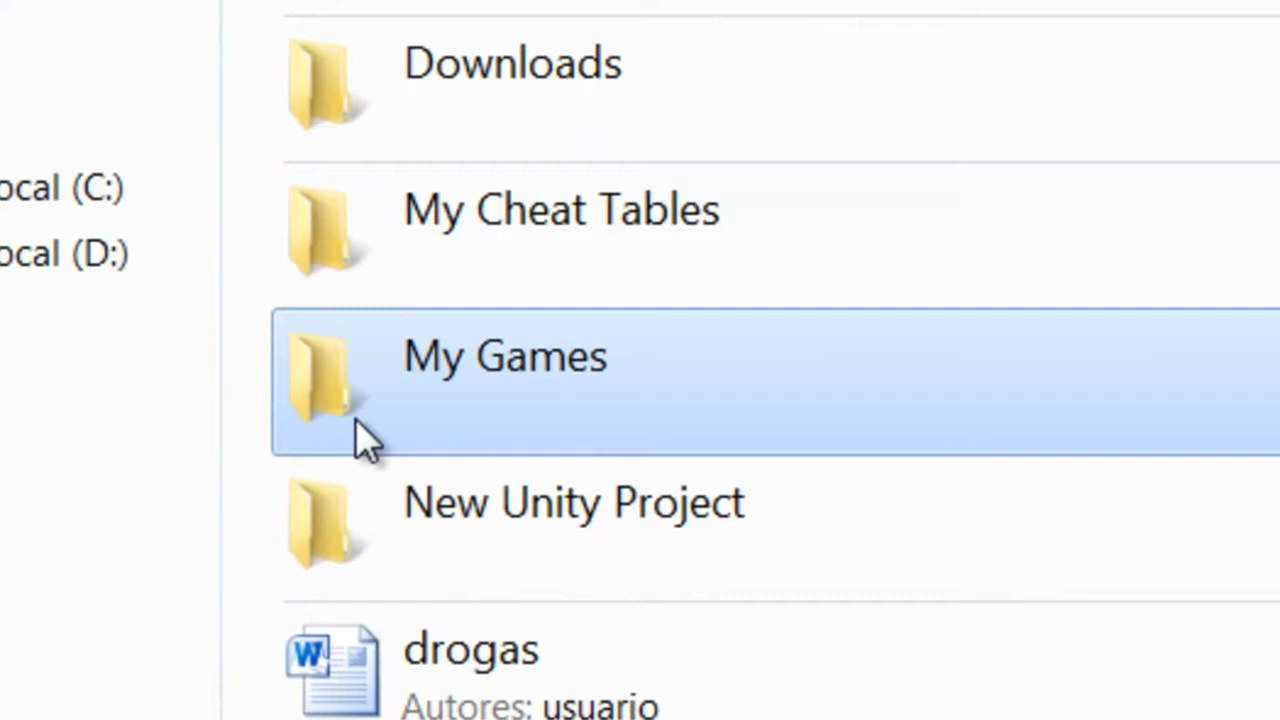 Downloads
ocal (C:)
My Cheat Tables
ocal (D:)
My Games
New Unity Project
drogas
Autores: usuario